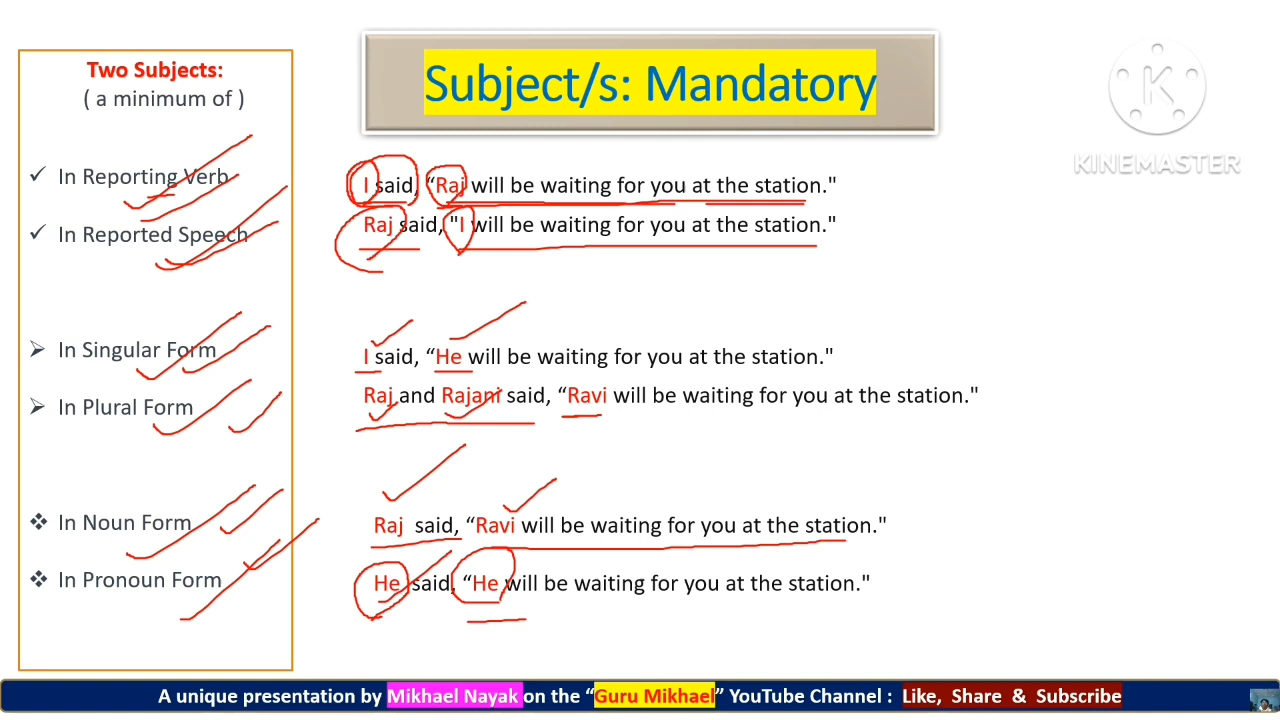 Subject/s: Mandatory
KINEMASTER
Two Subjects:
( a minimum of )
✓ In Reporting Verb
✓ In Reported Speech
➢ In Singular Form
➢ In Plural Form
❖ In Noun Form
❖ In Pronoun Form
I said, “Raj will be waiting for you at the station."
Raj said, "I will be waiting for you at the station."
I said, “He will be waiting for you at the station."
Raj and Rajani said, “Ravi will be waiting for you at the station."
Raj said, “Ravi will be waiting for you at the station."
He said, “He will be waiting for you at the station."
A unique presentation by Mikhael Nayak on the “Guru Mikhael” YouTube Channel : Like, Share & Subscribe